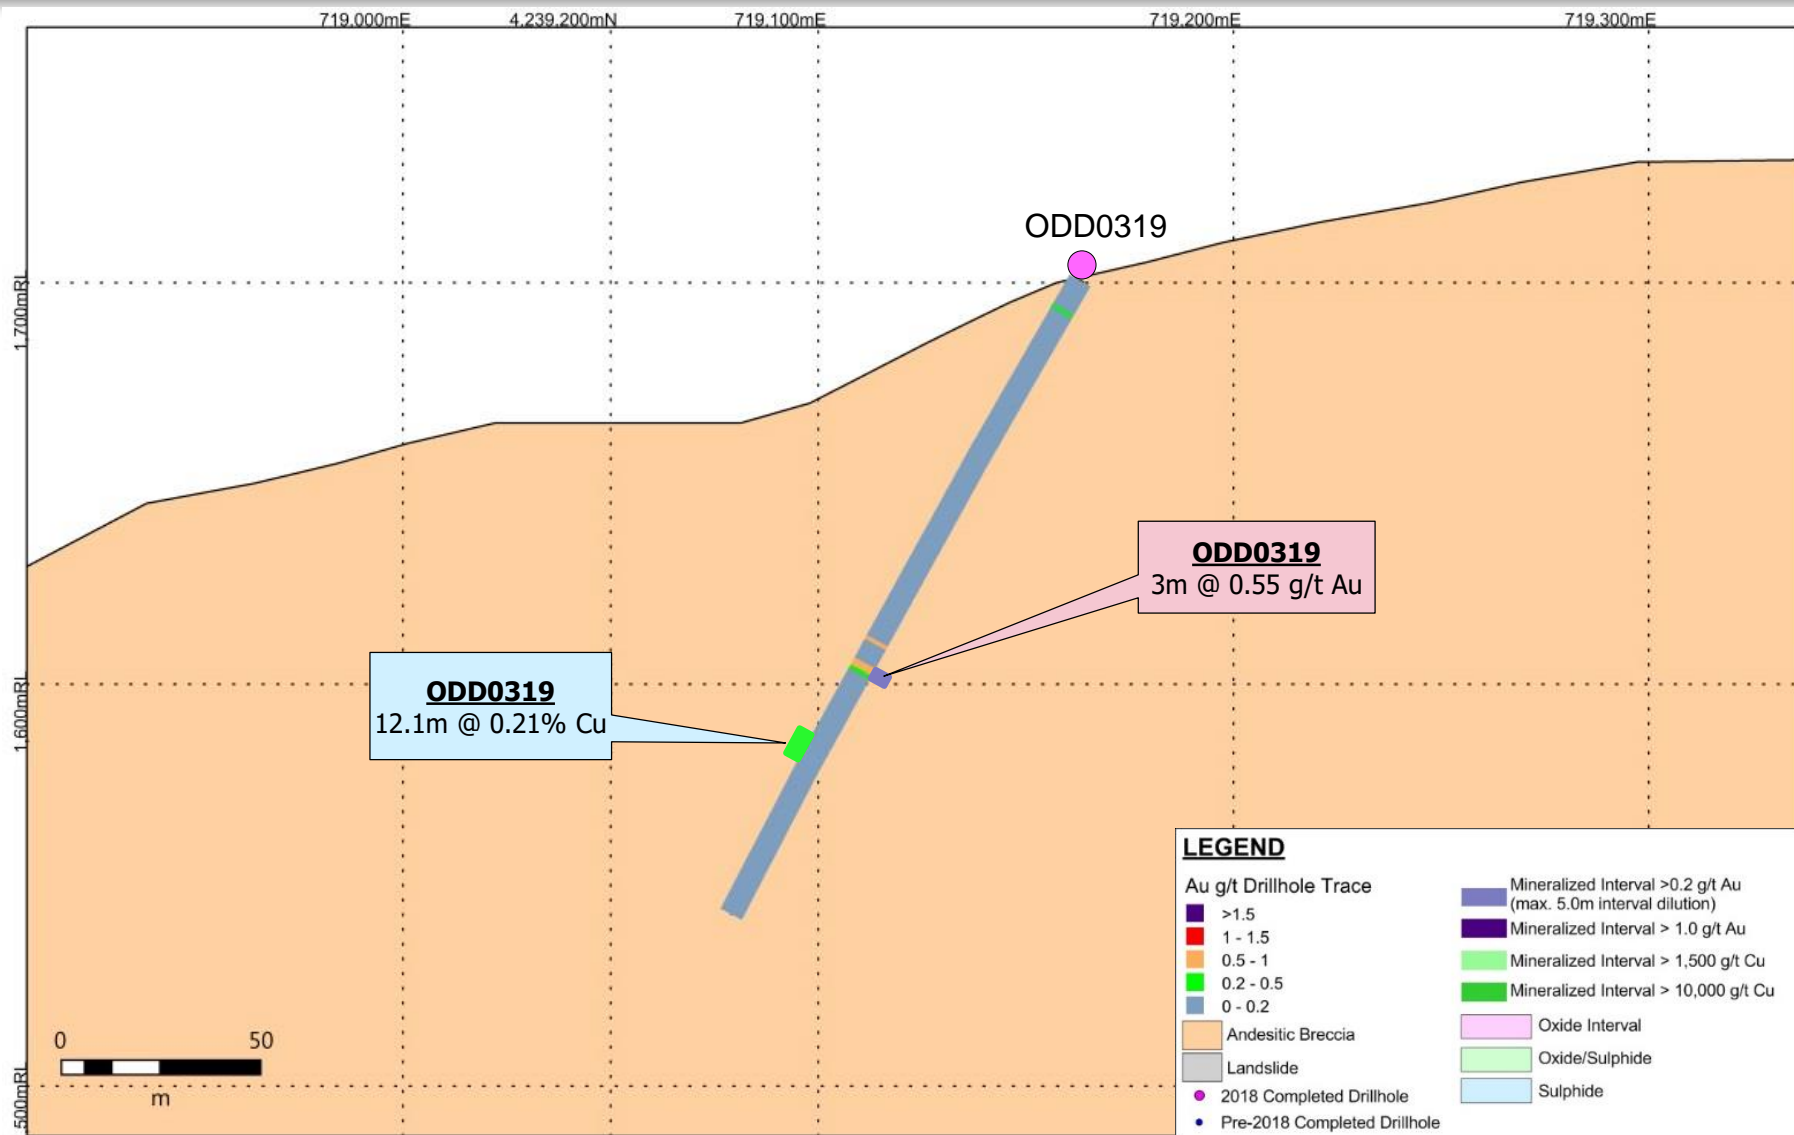 719,000mE
4,239,200mN
719,100mE
719,200mE
719,300mE
ODD0319
1,700mRL
ODD0319
3m @ 0.55 g/t Au
1,600mRL
ODD0319
12.1m @ 0.21% Cu
LEGEND
Au g/t Drillhole Trace
>1.5
1 - 1.5
0.5 - 1
0.2 - 0.5
0 - 0.2
Andesitic Breccia
Landslide
2018 Completed Drillhole
Pre-2018 Completed Drillhole
Mineralized Interval >0.2 g/t Au
(max. 5.0m interval dilution)
Mineralized Interval > 1.0 g/t Au
Mineralized Interval > 1,500 g/t Cu
Mineralized Interval > 10,000 g/t Cu
Oxide Interval
Oxide/Sulphide
Sulphide
0 50
m
500mRL